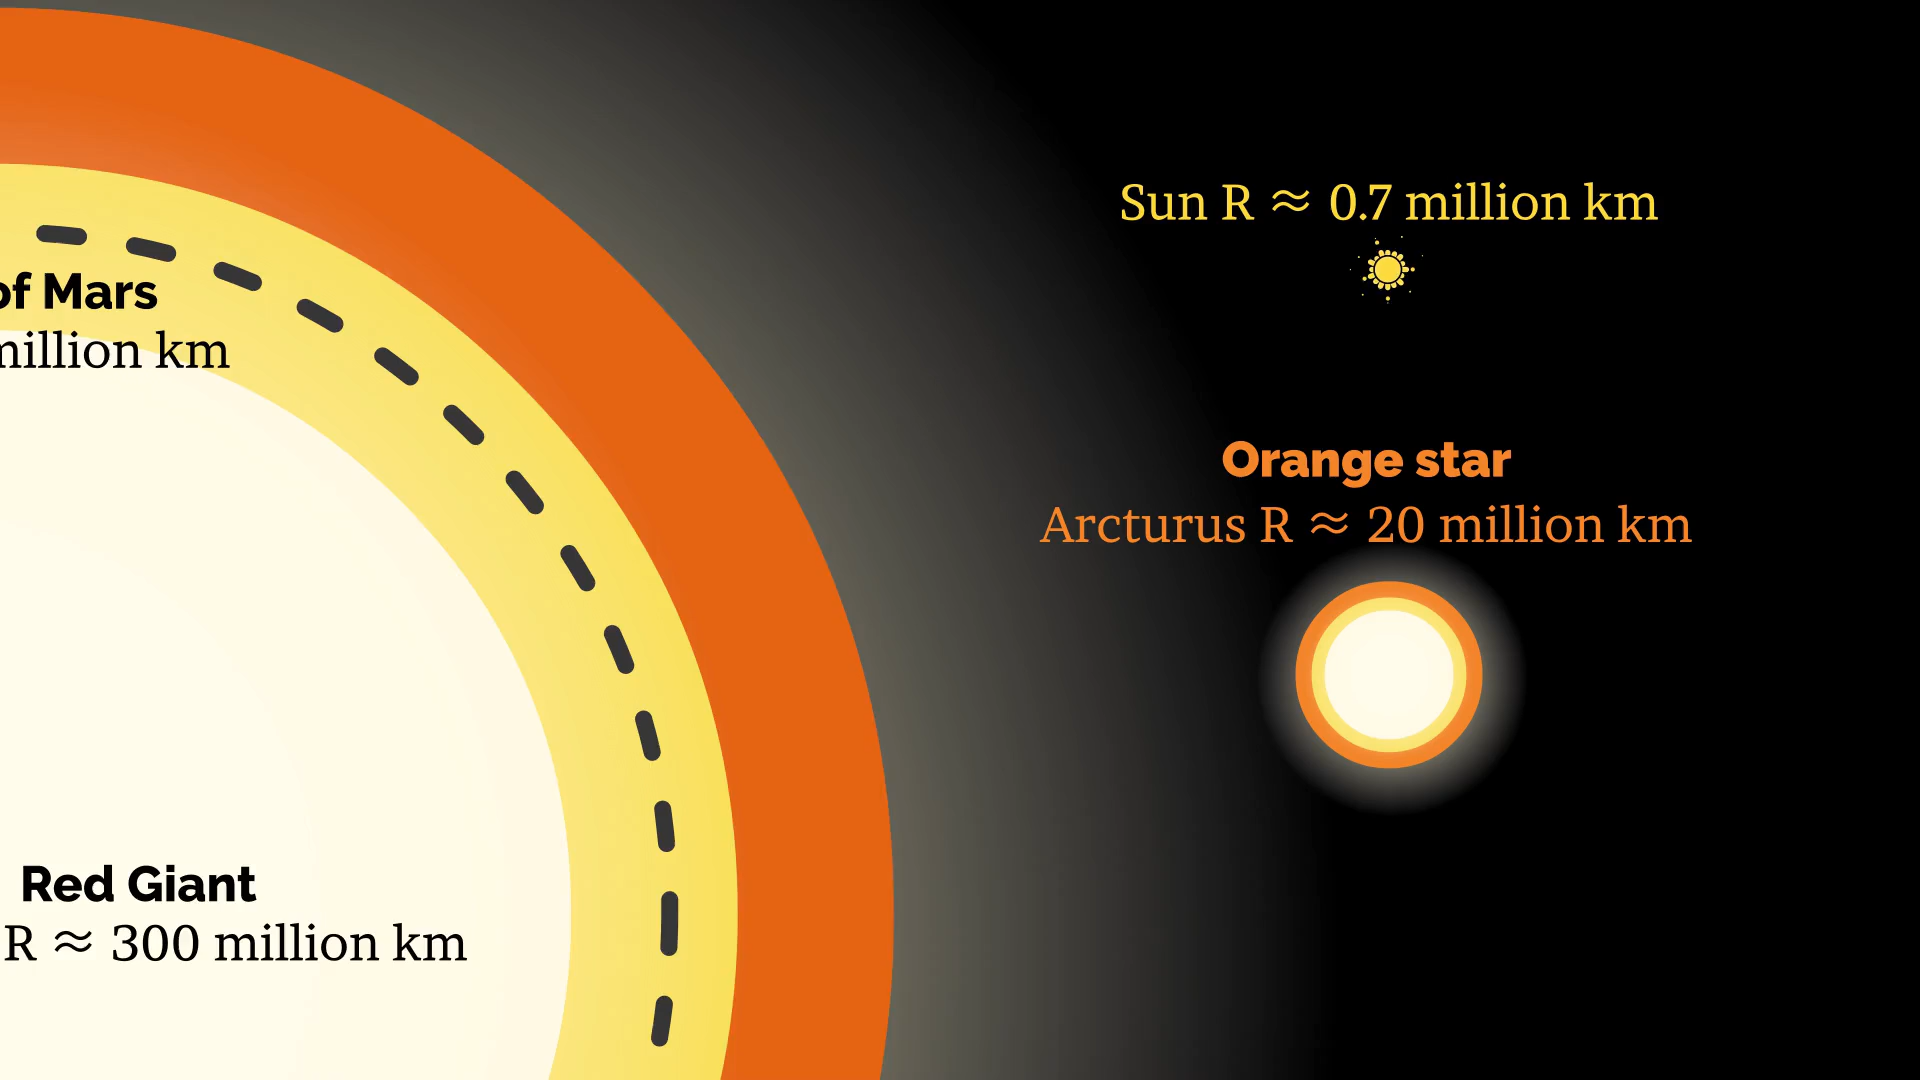 Sun R ≈ 0.7 million km
of Mars
million km
Orange star
Arcturus R ≈ 20 million km
Red Giant
R ≈ 300 million km